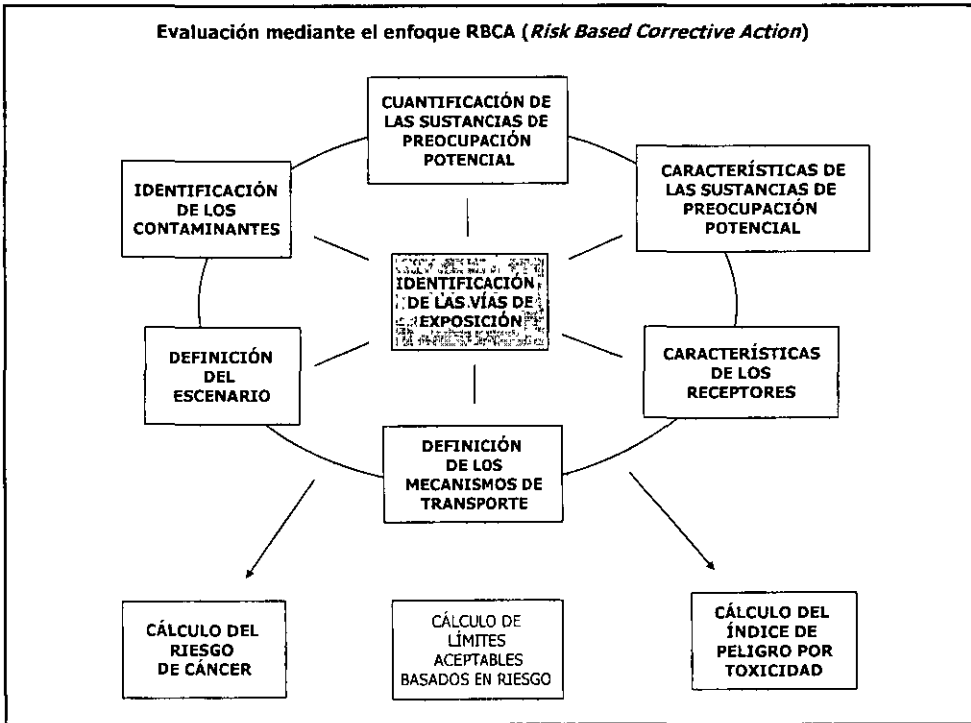 Evaluación mediante el enfoque RBCA (Risk Based Corrective Action)
CUANTIFICACIÓN DE
LAS SUSTANCIAS DE
PREOCUPACIÓN
POTENCIAL
IDENTIFICACIÓN
DE LOS
CONTAMINANTES
CARACTERÍSTICAS DE
LAS SUSTANCIAS DE
PREOCUPACIÓN
POTENCIAL
IDENTIFICACIÓN
DE LAS VÍAS DE
EXPOSICIÓN
DEFINICIÓN
DEL
ESCENARIO
CARACTERÍSTICAS
DE LOS
RECEPTORES
DEFINICIÓN
DE LOS
MECANISMOS DE
TRANSPORTE
CÁLCULO DEL
RIESGO
DE CÁNCER
CÁLCULO DE
LÍMITES
ACEPTABLES
BASADOS EN RIESGO
CÁLCULO DEL
ÍNDICE DE
PELIGRO POR
TOXICIDAD